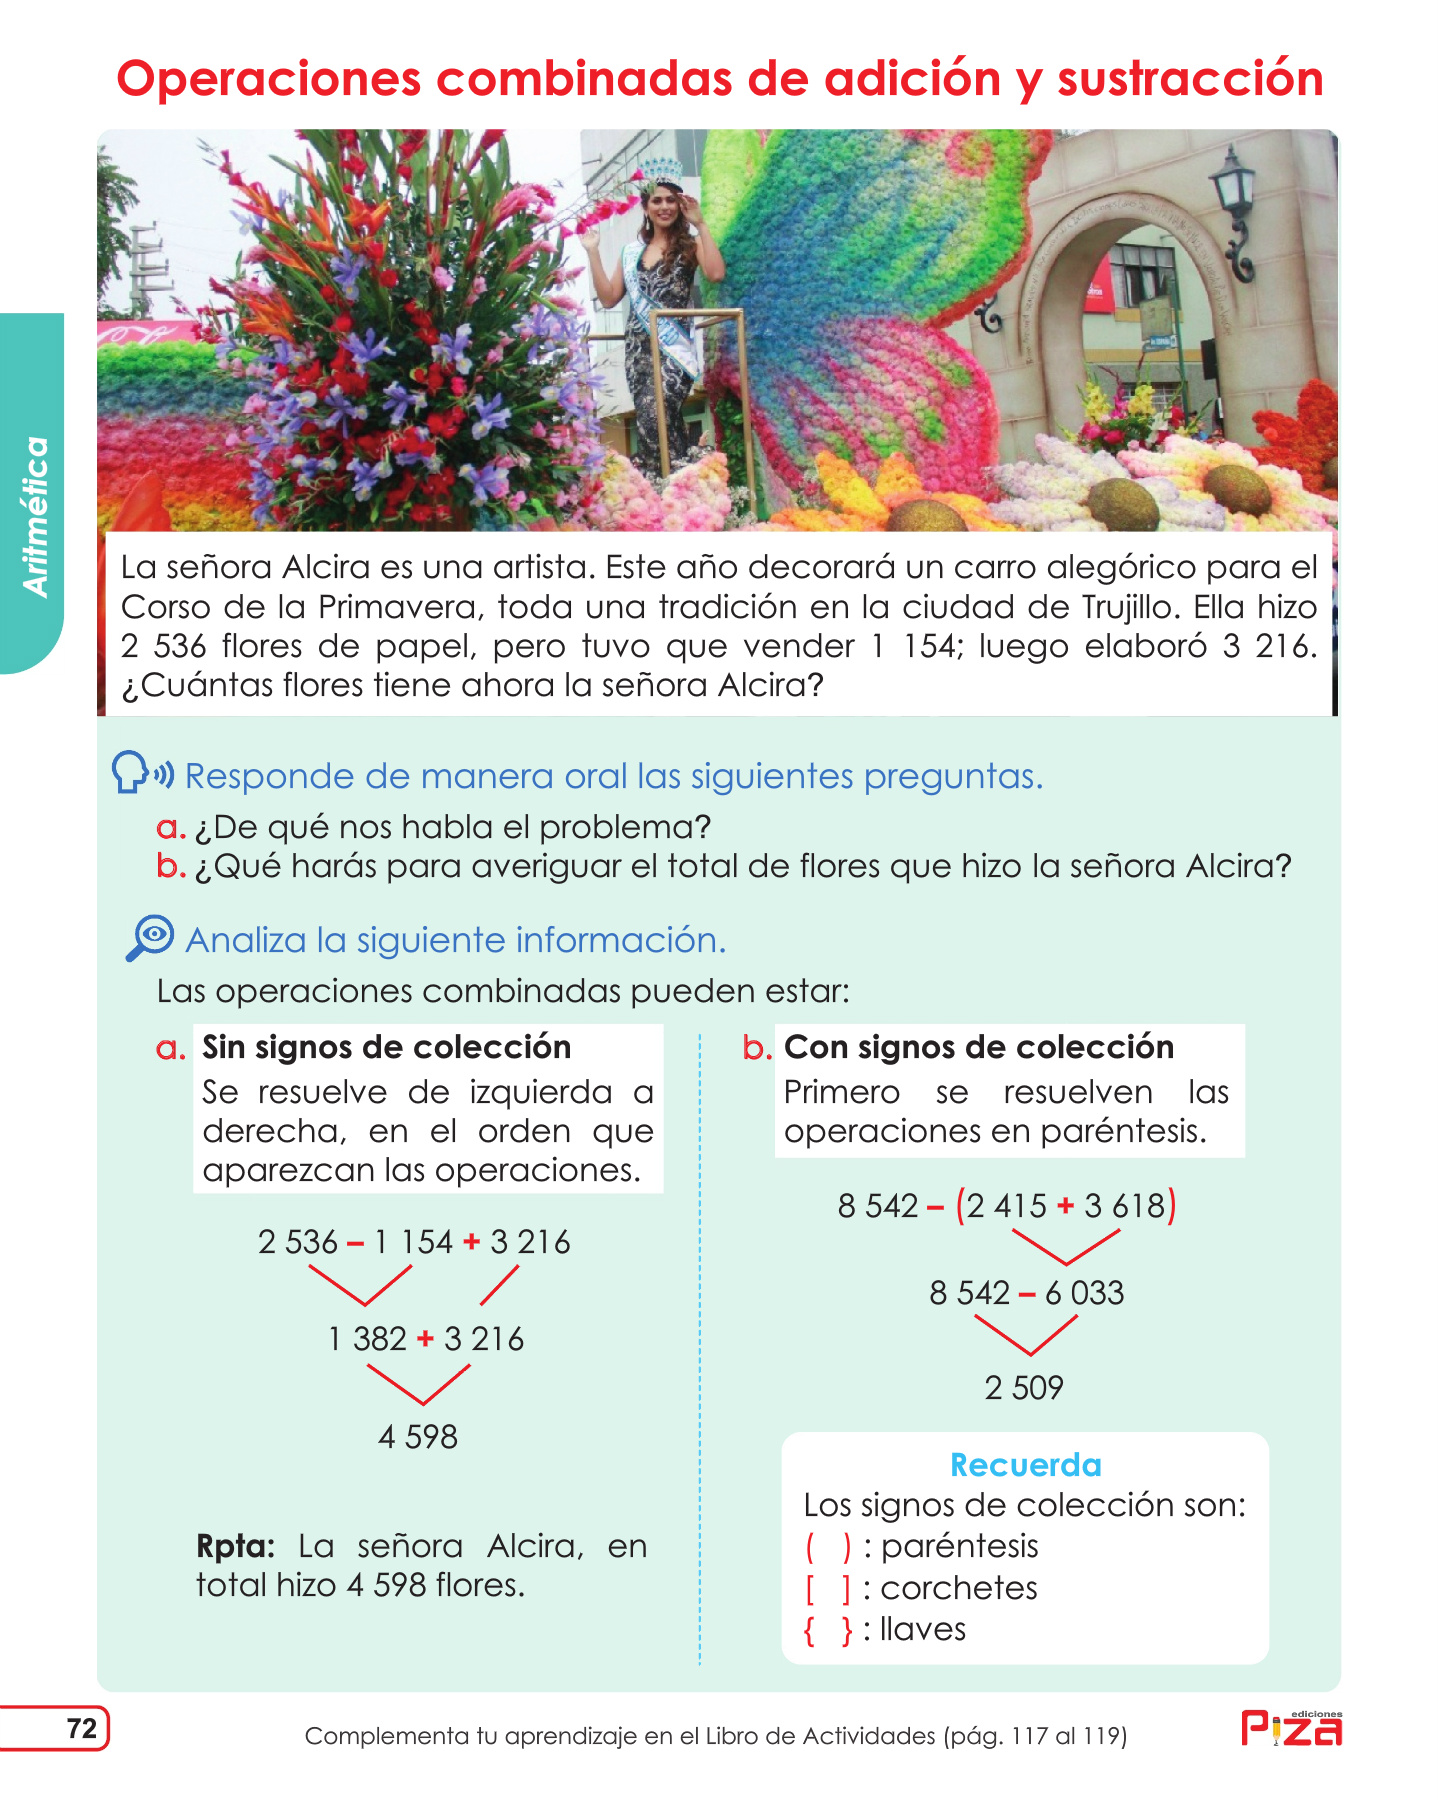 Operaciones combinadas de adición y sustracción
Aritmética
La señora Alcira es una artista. Este año decorará un carro alegórico para el
Corso de la Primavera, toda una tradición en la ciudad de Trujillo. Ella hizo
2 536 flores de papel, pero tuvo que vender 1 154; luego elaboró 3 216.
¿Cuántas flores tiene ahora la señora Alcira?
Responde de manera oral las siguientes preguntas.
a. ¿De qué nos habla el problema?
b. ¿Qué harás para averiguar el total de flores que hizo la señora Alcira?
Analiza la siguiente información.
Las operaciones combinadas pueden estar:
a. Sin signos de colección
Se resuelve de izquierda a
derecha, en el orden que
aparezcan las operaciones.
2 536 – 1 154 + 3 216
1 382 + 3 216
4 598
Rpta: La señora Alcira, en
total hizo 4 598 flores.
b. Con signos de colección
Primero se resuelven las
operaciones en paréntesis.
8 542 – (2 415 + 3 618)
8 542 – 6 033
2 509
Recuerda
Los signos de colección son:
( ) : paréntesis
[ ] : corchetes
{ } : llaves
72
Complementa tu aprendizaje en el Libro de Actividades (pág. 117 al 119)
ediciones
Piza